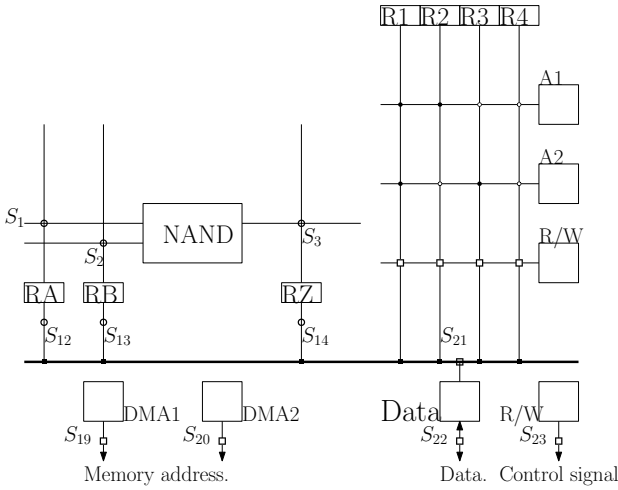 R1 R2 R3 R4
A1
A2
S1 NAND S3 R/W
S2
RA RB RZ
S12 S13 S14 S21
DMA1 DMA2 Data R/W
S19 S20 S22 S23
Memory address. Data. Control signal